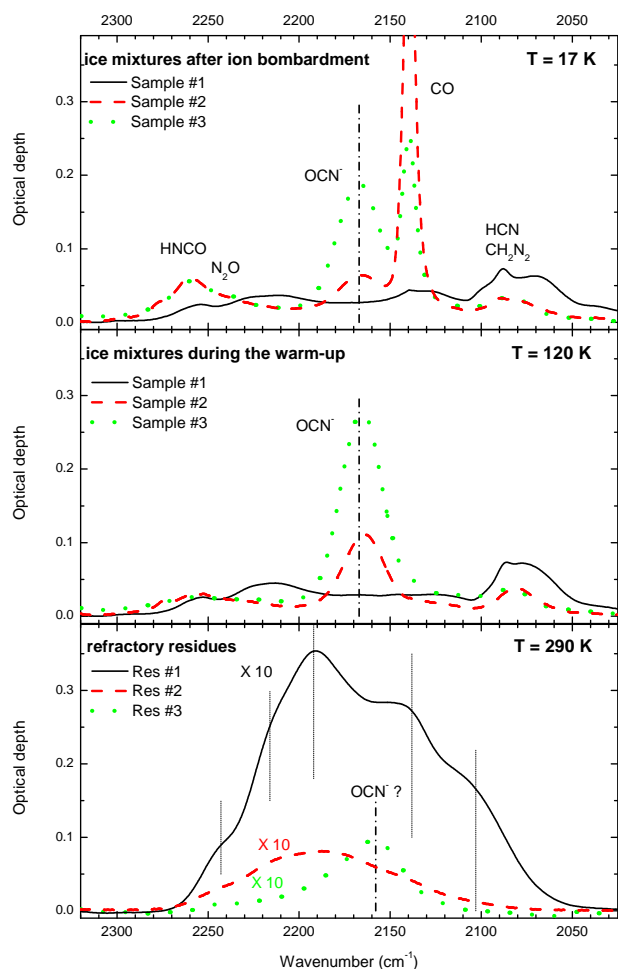 2300 2250 2200 2150 2100 2050
ice mixtures after ion bombardment T = 17 K
Sample #1
Sample #2
Sample #3
CO
OCN⁻
HNCO
N₂O
HCN
CH₂N₂
Optical depth
0.3
0.2
0.1
0.0
ice mixtures during the warm-up T = 120 K
Sample #1
Sample #2
Sample #3
OCN⁻
Optical depth
0.3
0.2
0.1
0.0
refractory residues T = 290 K
Res #1
Res #2
Res #3
X 10
OCN⁻ ?
X 10
X 10
Optical depth
0.3
0.2
0.1
0.0
2300 2250 2200 2150 2100 2050
Wavenumber (cm⁻¹)